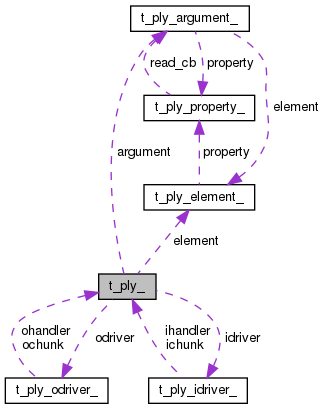 t_ply_argument_
read_cb
property
t_ply_property_
element
argument
property
t_ply_element_
element
t_ply_
ohandler
ochunk
odriver
ihandler
ichunk
idriver
t_ply_odriver_
t_ply_idriver_